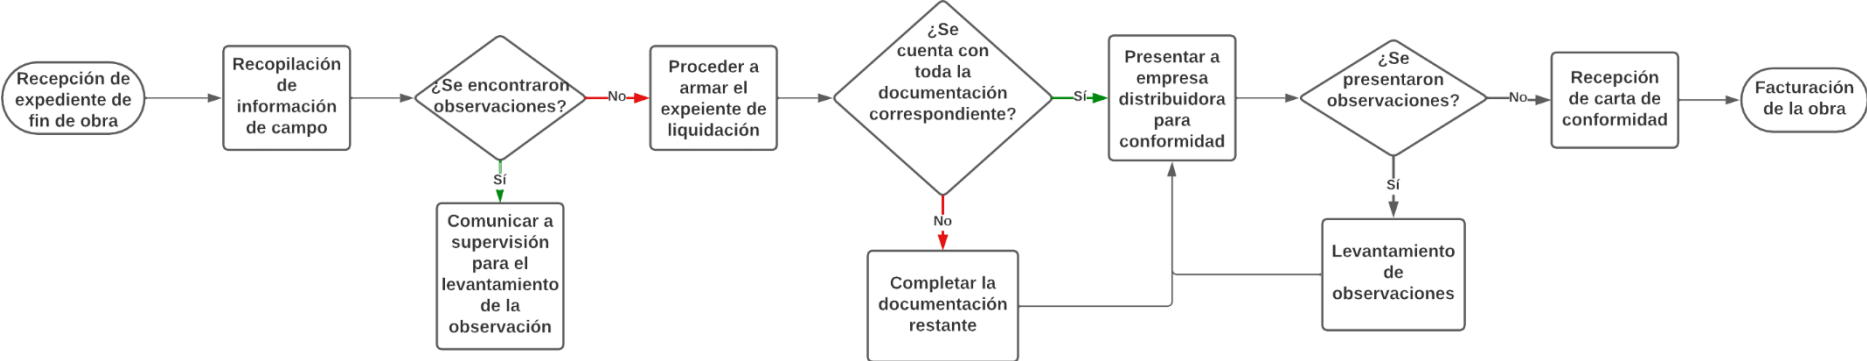 Recepción de
expediente de
fin de obra
Recopilación
de
información
de campo
¿Se encontraron
observaciones?
No
Sí
Comunicar a
supervisión
para el
levantamiento
de la
observación
Proceder a
armar el
expeiente de
liquidación
¿Se
cuenta con
toda la
documentación
correspondiente?
Sí
No
Completar la
documentación
restante
Presentar a
empresa
distribuidora
para
conformidad
¿Se
presentaron
observaciones?
No
Sí
Levantamiento
de
observaciones
Recepción
de carta de
conformidad
Facturación
de la obra